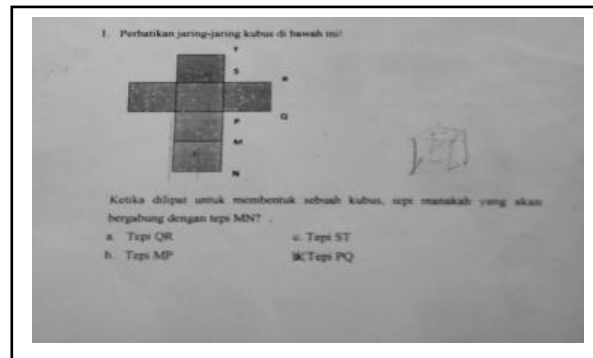 1. Perhatikan jaring-jaring kubus di bawah ini!
T
S
R
P
Q
M
N
Ketika dilipat untuk membentuk sebuah kubus, tepi manakah yang akan
bergabung dengan tepi MN?
a. Tepi QR
c. Tepi ST
b. Tepi MP
Tepi PQ